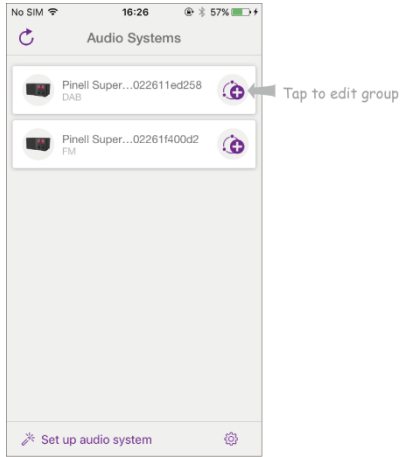 No SIM 16:26 57%
Audio Systems
Pinell Super...022611ed258
DAB
Tap to edit group
Pinell Super...02261f400d2
FM
Set up audio system